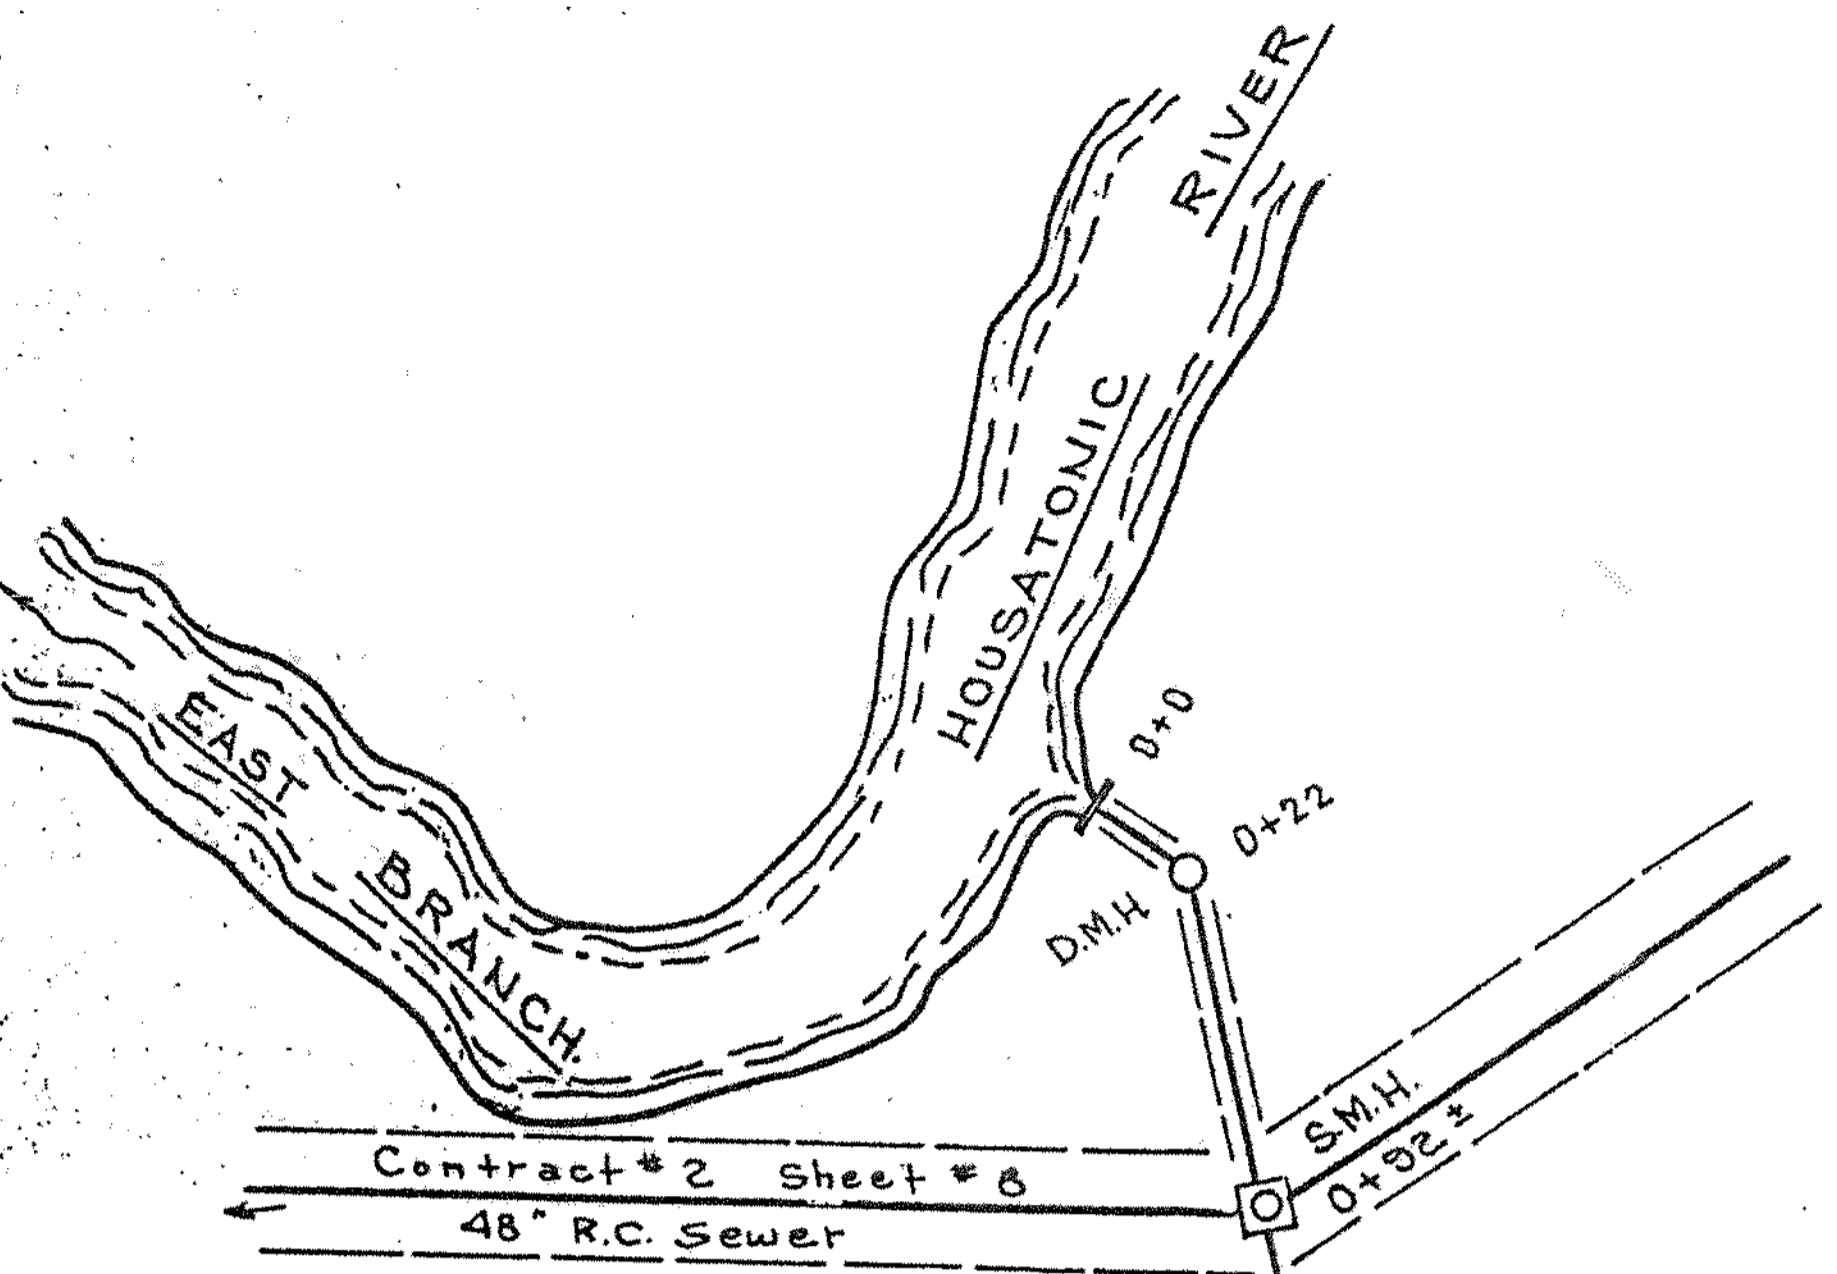 RIVER
HOUSATONIC
EAST
BRANCH.
0+0
0+22
D.M.H
S.M.H.
0+92 ±
Contract # 2 Sheet # 8
48" R.C. Sewer